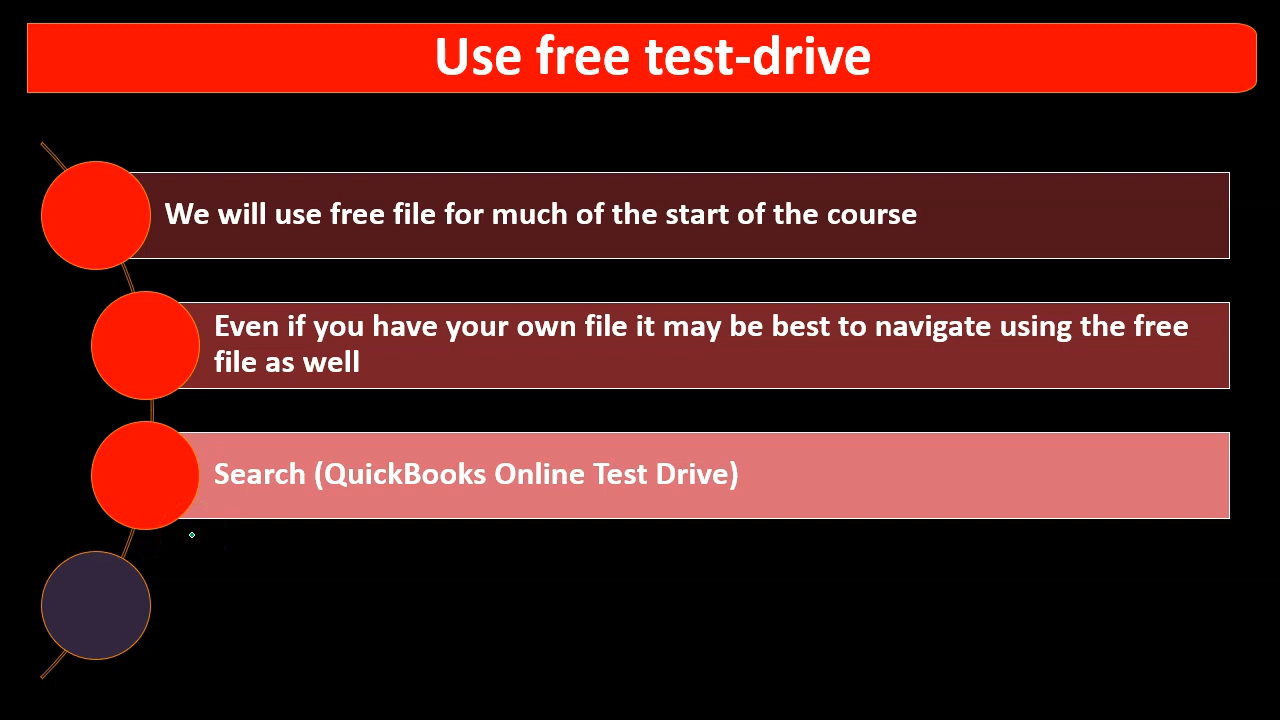 Use free test-drive
We will use free file for much of the start of the course
Even if you have your own file it may be best to navigate using the free
file as well
Search (QuickBooks Online Test Drive)